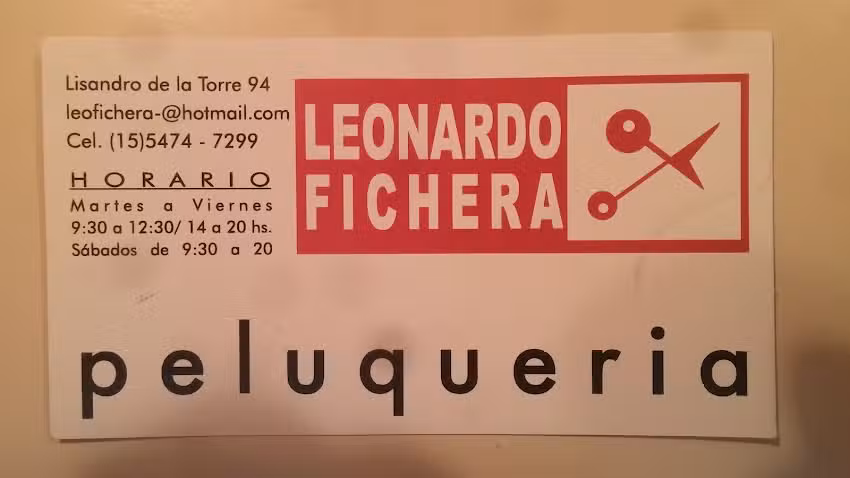 Lisandro de la Torre 94
leofichera-@hotmail.com
Cel. (15)5474 - 7299
HORARIO
Martes a Viernes
9:30 a 12:30/ 14 a 20 hs.
Sábados de 9:30 a 20
LEONARDO
FICHERA
peluqueria